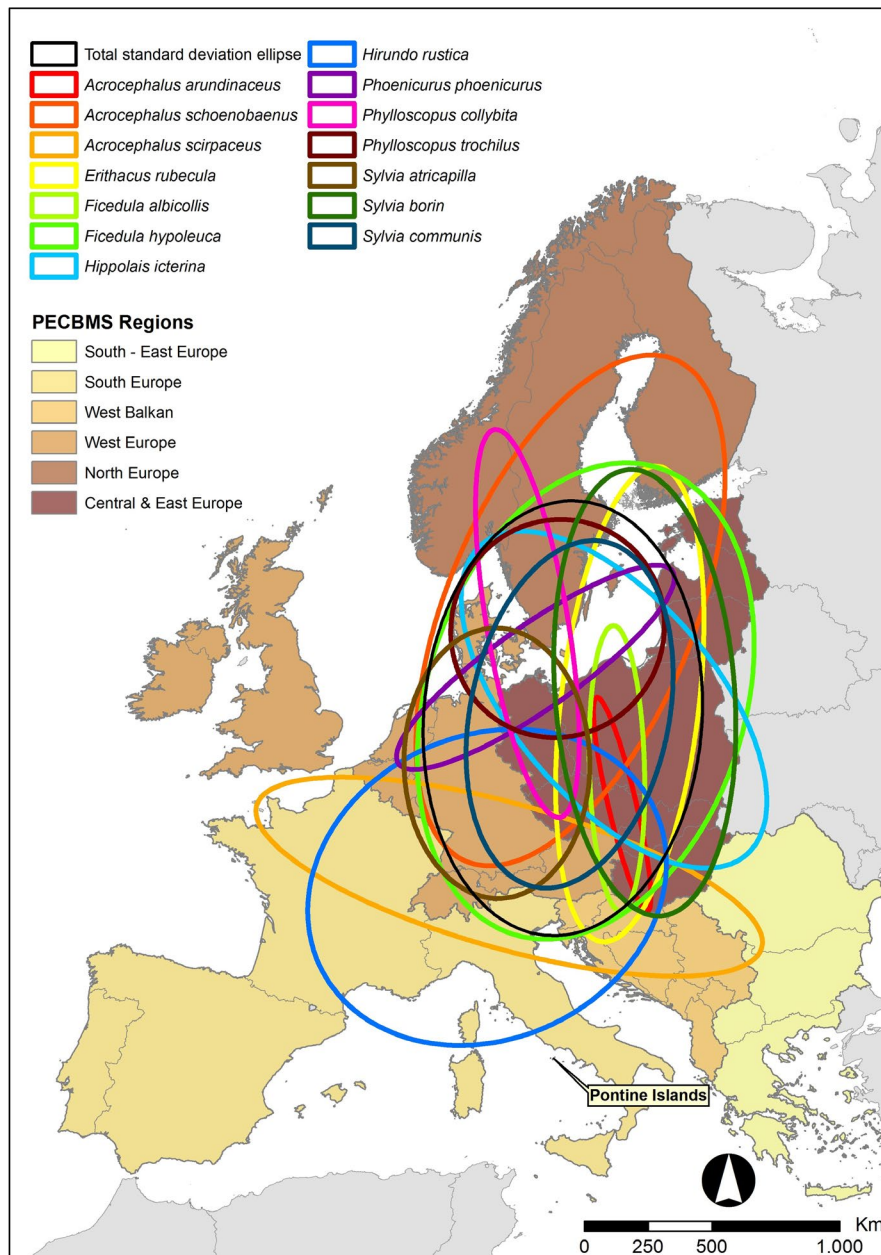 Total standard deviation ellipse
Acrocephalus arundinaceus
Acrocephalus schoenobaenus
Acrocephalus scirpaceus
Erithacus rubecula
Ficedula albicollis
Ficedula hypoleuca
Hippolais icterina
Hirundo rustica
Phoenicurus phoenicurus
Phylloscopus collybita
Phylloscopus trochilus
Sylvia atricapilla
Sylvia borin
Sylvia communis
PECBMS Regions
South - East Europe
South Europe
West Balkan
West Europe
North Europe
Central & East Europe
Pontine Islands
Km
0 250 500 1.000